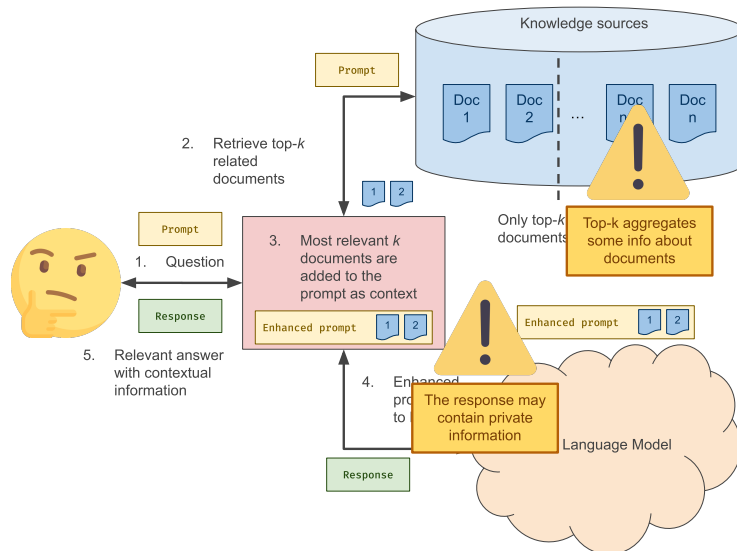 Knowledge sources
Prompt
Doc
1
Doc
2
...
Doc
n
Doc
n
2. Retrieve top-k
related
documents
1
2
Only top-k
documents
Top-k aggregates
some info about
documents
Prompt
1. Question
Response
5. Relevant answer
with contextual
information
3. Most relevant k
documents are
added to the
prompt as context
Enhanced prompt
1
2
Enhanced prompt
1
2
4. Enhanced
pro
to
The response may
contain private
information
Response
Language Model